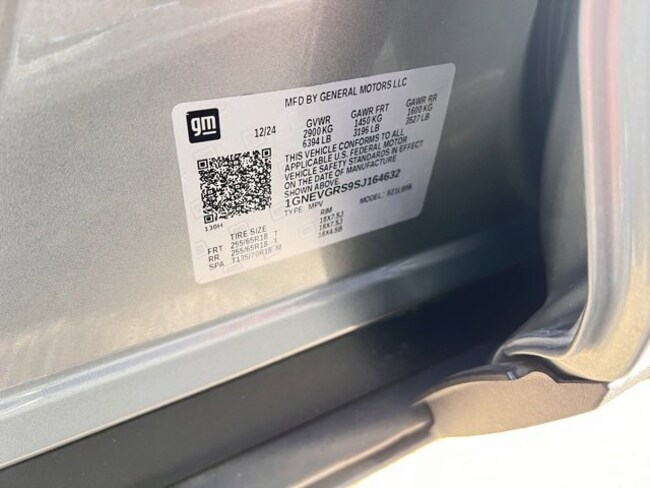 MFD BY GENERAL MOTORS LLC
gm
12/24
GVWR GAWR FRT GAWR RR
2900 KG 1450 KG 1600 KG
6394 LB 3196 LB 3527 LB
THIS VEHICLE CONFORMS TO ALL
APPLICABLE U.S. FEDERAL MOTOR
VEHICLE SAFETY STANDARDS IN EFFECT
ON THE DATE OF MANUFACTURE
SHOWN ABOVE
1GNEVGRS9SJ164632
TYPE: MPV MODEL:
130H
TIRE SIZE RIM
FRT 255/65R18 T 18X7.5J
RR 255/65R18 T 18X7.5J
SPA T135/70R18 M 18X4.5B